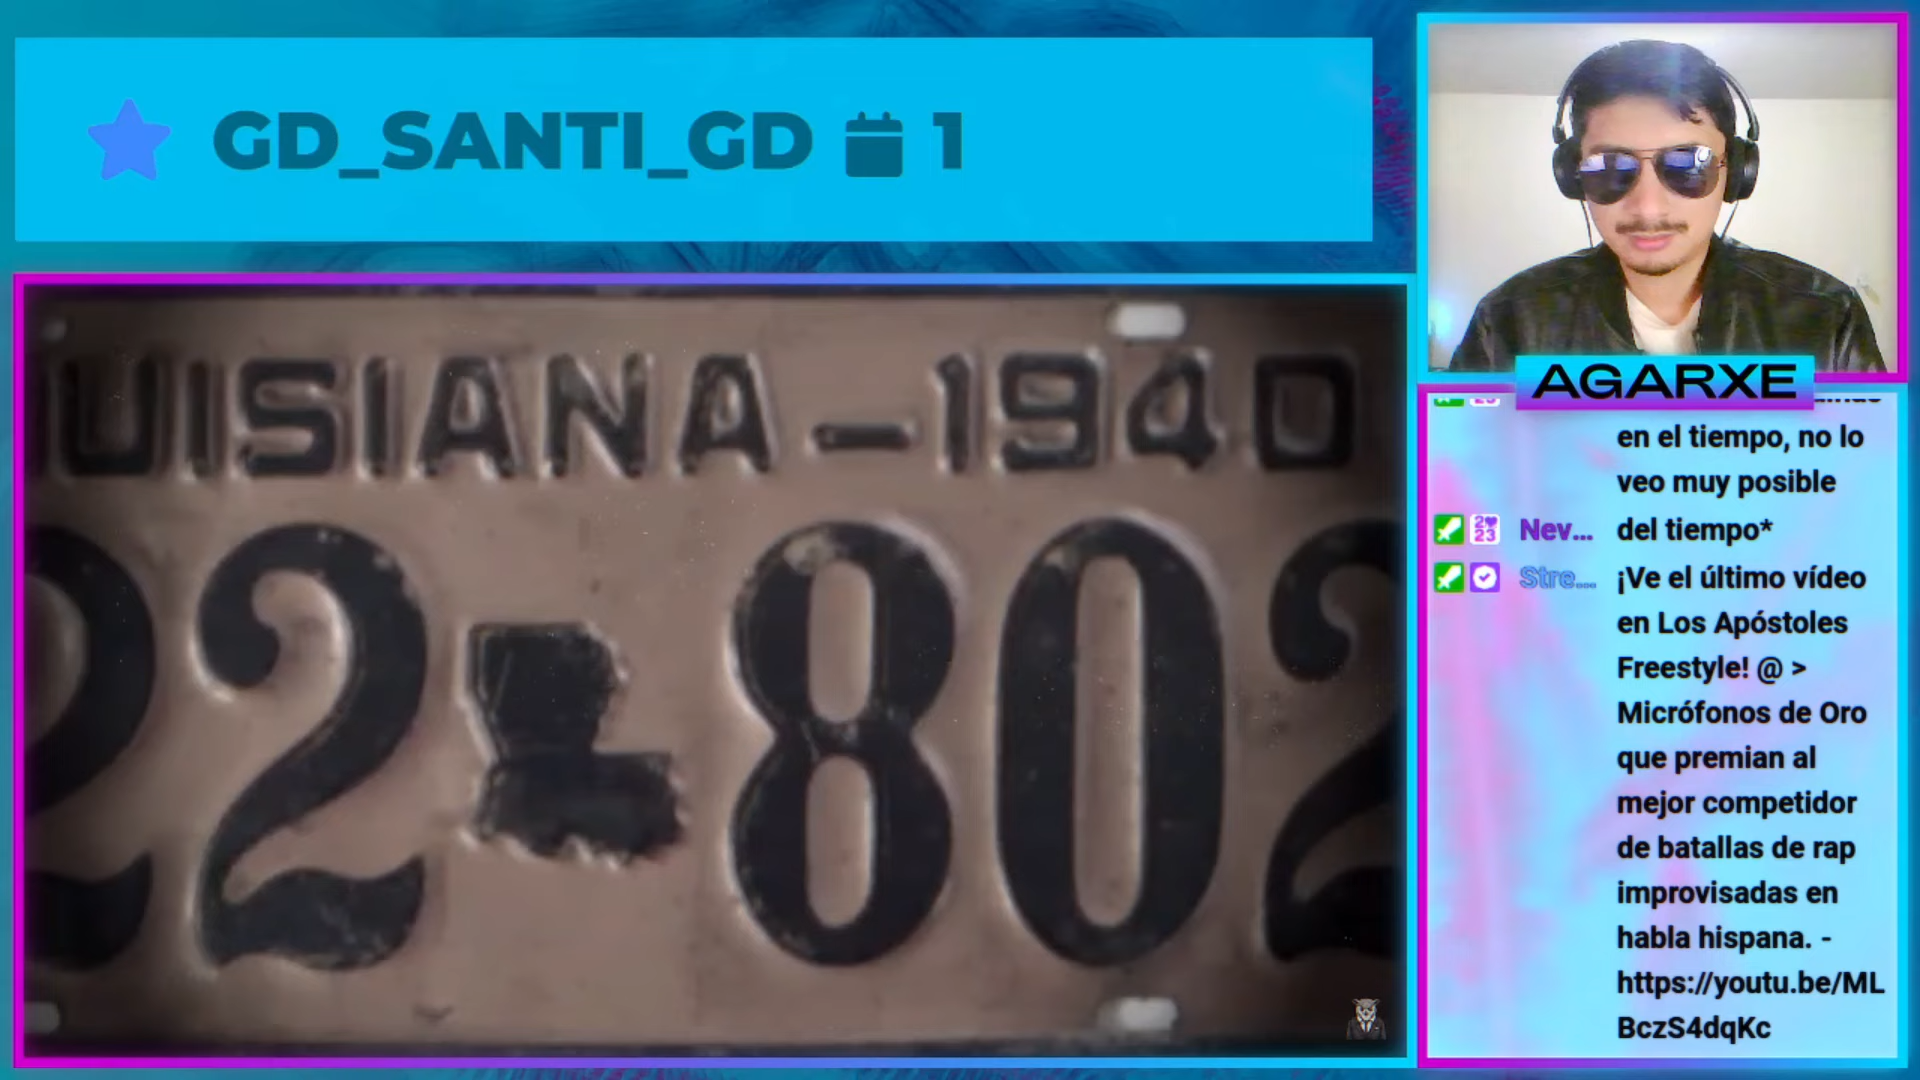 GD_SANTI_GD 1
UISIANA-1940
22 802
AGARXE
en el tiempo, no lo
veo muy posible
Nev... del tiempo*
Stre... ¡Ve el último vídeo
en Los Apóstoles
Freestyle! @ >
Micrófonos de Oro
que premian al
mejor competidor
de batallas de rap
improvisadas en
habla hispana. -
https://youtu.be/ML
BczS4dqKc